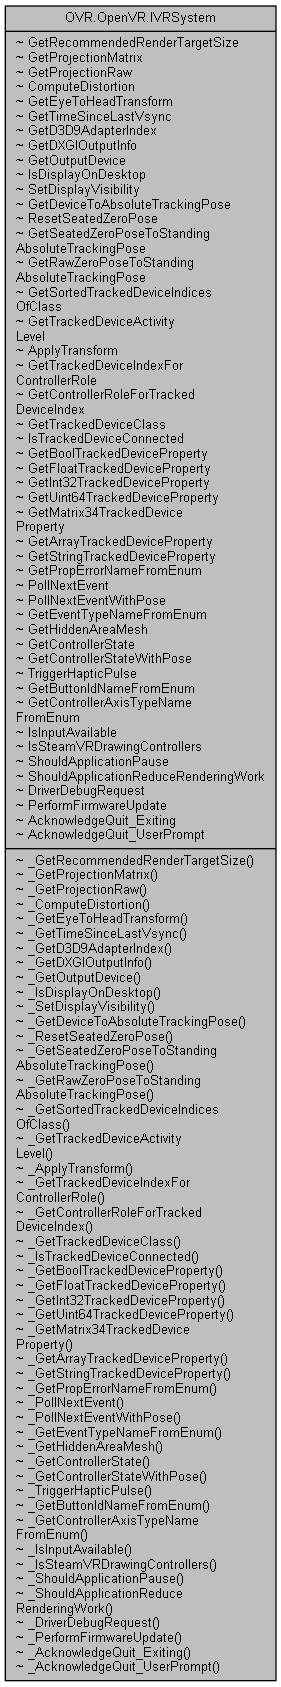 OVR.OpenVR.IVRSystem
~ GetRecommendedRenderTargetSize
~ GetProjectionMatrix
~ GetProjectionRaw
~ ComputeDistortion
~ GetEyeToHeadTransform
~ GetTimeSinceLastVsync
~ GetD3D9AdapterIndex
~ GetDXGIOutputInfo
~ GetOutputDevice
~ IsDisplayOnDesktop
~ SetDisplayVisibility
~ GetDeviceToAbsoluteTrackingPose
~ ResetSeatedZeroPose
~ GetSeatedZeroPoseToStanding
AbsoluteTrackingPose
~ GetRawZeroPoseToStanding
AbsoluteTrackingPose
~ GetSortedTrackedDeviceIndices
OfClass
~ GetTrackedDeviceActivity
Level
~ ApplyTransform
~ GetTrackedDeviceIndexFor
ControllerRole
~ GetControllerRoleForTracked
DeviceIndex
~ GetTrackedDeviceClass
~ IsTrackedDeviceConnected
~ GetBoolTrackedDeviceProperty
~ GetFloatTrackedDeviceProperty
~ GetInt32TrackedDeviceProperty
~ GetUint64TrackedDeviceProperty
~ GetMatrix34TrackedDevice
Property
~ GetArrayTrackedDeviceProperty
~ GetStringTrackedDeviceProperty
~ GetPropErrorNameFromEnum
~ PollNextEvent
~ PollNextEventWithPose
~ GetEventTypeNameFromEnum
~ GetHiddenAreaMesh
~ GetControllerState
~ GetControllerStateWithPose
~ TriggerHapticPulse
~ GetButtonIdNameFromEnum
~ GetControllerAxisTypeName
FromEnum
~ IsInputAvailable
~ IsSteamVRDrawingControllers
~ ShouldApplicationPause
~ ShouldApplicationReduceRenderingWork
~ DriverDebugRequest
~ PerformFirmwareUpdate
~ AcknowledgeQuit_Exiting
~ AcknowledgeQuit_UserPrompt
~ _GetRecommendedRenderTargetSize()
~ _GetProjectionMatrix()
~ _GetProjectionRaw()
~ _ComputeDistortion()
~ _GetEyeToHeadTransform()
~ _GetTimeSinceLastVsync()
~ _GetD3D9AdapterIndex()
~ _GetDXGIOutputInfo()
~ _GetOutputDevice()
~ _IsDisplayOnDesktop()
~ _SetDisplayVisibility()
~ _GetDeviceToAbsoluteTrackingPose()
~ _ResetSeatedZeroPose()
~ _GetSeatedZeroPoseToStanding
AbsoluteTrackingPose()
~ _GetRawZeroPoseToStanding
AbsoluteTrackingPose()
~ _GetSortedTrackedDeviceIndices
OfClass()
~ _GetTrackedDeviceActivity
Level()
~ _ApplyTransform()
~ _GetTrackedDeviceIndexFor
ControllerRole()
~ _GetControllerRoleForTracked
DeviceIndex()
~ _GetTrackedDeviceClass()
~ _IsTrackedDeviceConnected()
~ _GetBoolTrackedDeviceProperty()
~ _GetFloatTrackedDeviceProperty()
~ _GetInt32TrackedDeviceProperty()
~ _GetUint64TrackedDeviceProperty()
~ _GetMatrix34TrackedDevice
Property()
~ _GetArrayTrackedDeviceProperty()
~ _GetStringTrackedDeviceProperty()
~ _GetPropErrorNameFromEnum()
~ _PollNextEvent()
~ _PollNextEventWithPose()
~ _GetEventTypeNameFromEnum()
~ _GetHiddenAreaMesh()
~ _GetControllerState()
~ _GetControllerStateWithPose()
~ _TriggerHapticPulse()
~ _GetButtonIdNameFromEnum()
~ _GetControllerAxisTypeName
FromEnum()
~ _IsInputAvailable()
~ _IsSteamVRDrawingControllers()
~ _ShouldApplicationPause()
~ _ShouldApplicationReduce
RenderingWork()
~ _DriverDebugRequest()
~ _PerformFirmwareUpdate()
~ _AcknowledgeQuit_Exiting()
~ _AcknowledgeQuit_UserPrompt()